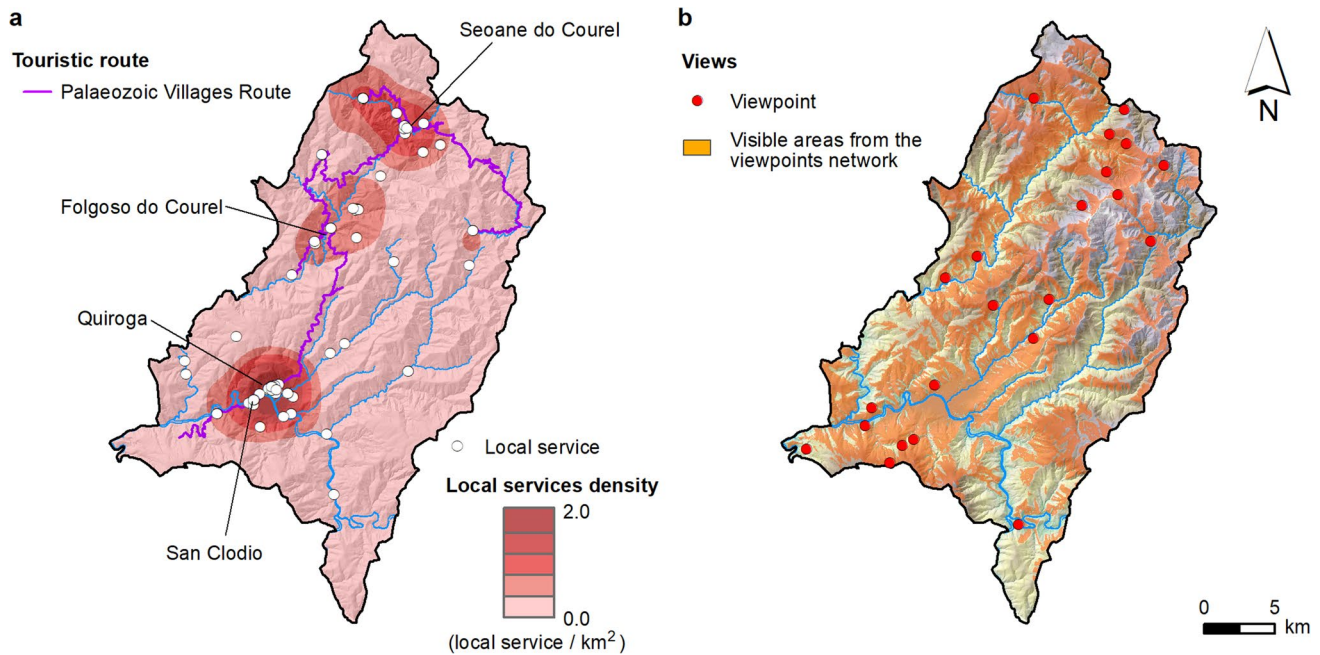 a
Seoane do Courel
Touristic route
Palaeozoic Villages Route
Folgoso do Courel
Quiroga
San Clodio
Local service
Local services density
2.0
0.0
(local service / km²)
b
Views
Viewpoint
Visible areas from the
viewpoints network
N
0 5
km